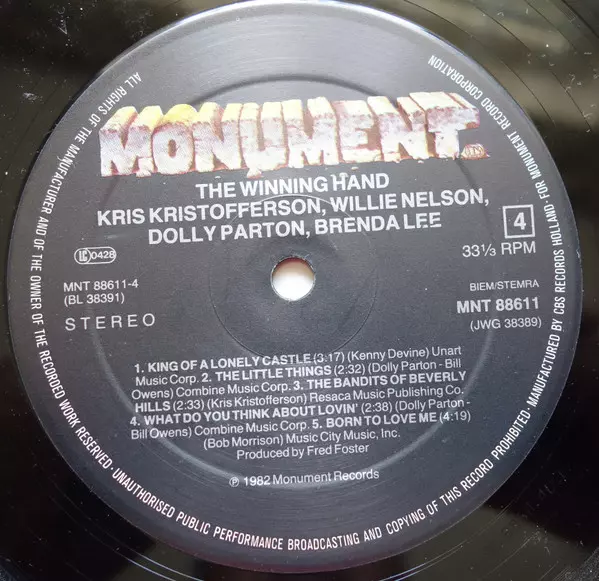 MONUMENT
THE WINNING HAND
KRIS KRISTOFFERSON, WILLIE NELSON,
DOLLY PARTON, BRENDA LEE
4
33⅓ RPM
LC 0428
MNT 88611-4
(BL 38391)
STEREO
BIEM/STEMRA
MNT 88611
(JWG 38389)
1. KING OF A LONELY CASTLE (3:17) (Kenny Devine) Unart
Music Corp. 2. THE LITTLE THINGS (2:32) (Dolly Parton - Bill
Owens) Combine Music Corp. 3. THE BANDITS OF BEVERLY
HILLS (2:33) (Kris Kristofferson) Resaca Music Publishing Co.
4. WHAT DO YOU THINK ABOUT LOVIN' (2:38) (Dolly Parton -
Bill Owens) Combine Music Corp. 5. BORN TO LOVE ME (4:19)
(Bob Morrison) Music City Music, Inc.
Produced by Fred Foster
℗ 1982 Monument Records
ALL RIGHTS OF THE MANUFACTURER AND OF THE OWNER OF THE RECORDED WORK RESERVED · UNAUTHORISED PUBLIC PERFORMANCE BROADCASTING AND COPYING OF THIS RECORD PROHIBITED · MANUFACTURED BY CBS RECORDS HOLLAND · FOR MONUMENT RECORD CORPORATION